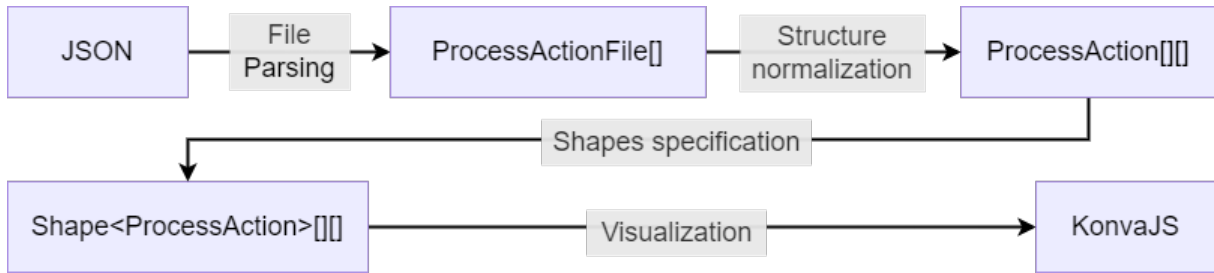 JSON
File
Parsing
ProcessActionFile[]
Structure
normalization
ProcessAction[][]
Shapes specification
Shape<ProcessAction>[][]
Visualization
KonvaJS